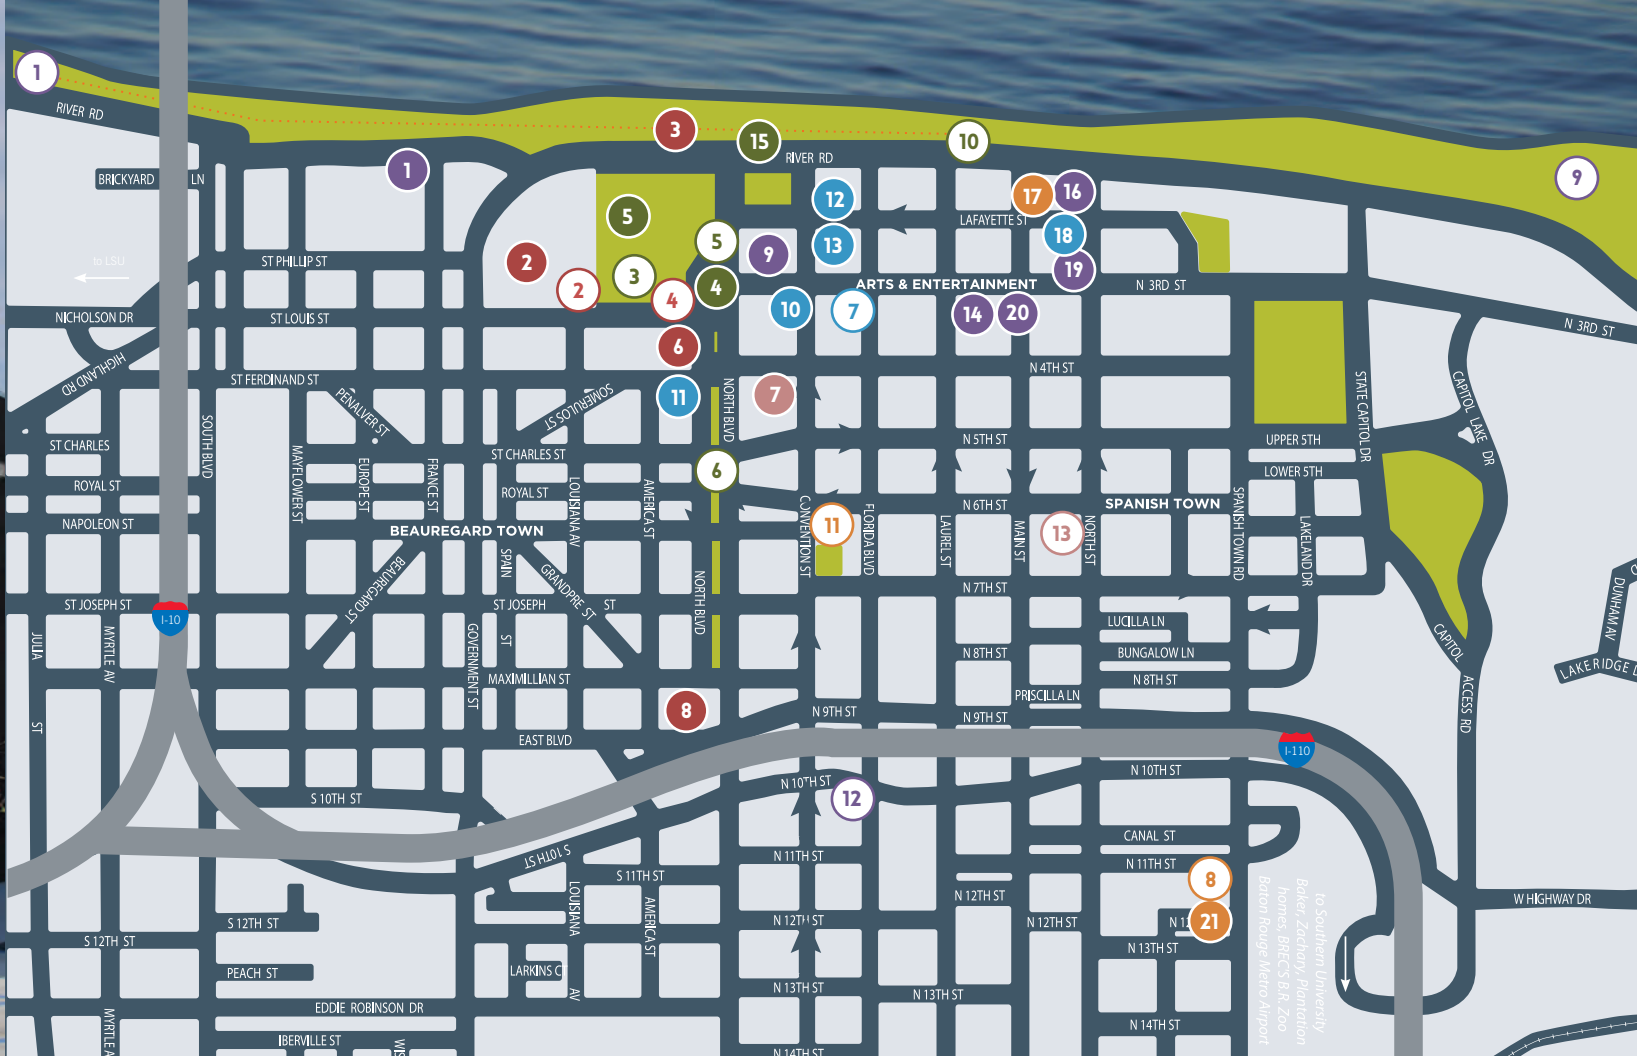 1
RIVER RD
3
15
10
RIVER RD
9
BRICKYARD LN
1
12
17
16
5
LAFAYETTE ST
5
13
18
9
19
to LSU
ST PHILLIP ST
2
2
3
4
4
ARTS & ENTERTAINMENT
N 3RD ST
NICHOLSON DR
ST LOUIS ST
10
7
14
20
N 3RD ST
6
HIGHLAND RD
ST FERDINAND ST
N 4TH ST
PENALVER ST
SOMERULOS ST
11
NORTH BLVD
7
STATE CAPITOL DR
CAPITOL LAKE DR
ST CHARLES
SOUTH BLVD
ST CHARLES ST
N 5TH ST
UPPER 5TH
LOWER 5TH
ROYAL ST
MAYFLOWER ST
EUROPE ST
FRANCE ST
ROYAL ST
LOUISIANA AV
AMERICA ST
6
N 6TH ST
SPANISH TOWN
NAPOLEON ST
BEAUREGARD TOWN
CONVENTION ST
11
FLORIDA BLVD
LAUREL ST
MAIN ST
13
NORTH ST
SPANISH TOWN RD
LAKELAND DR
BEAUREGARD ST
SPAIN ST
GRANDPRE ST
NORTH BLVD
N 7TH ST
DUNHAM AV
ST JOSEPH ST
I-10
ST JOSEPH ST
LUCILLA LN
JULIA ST
MYRTLE AV
GOVERNMENT ST
N 8TH ST
BUNGALOW LN
CAPITOL ACCESS RD
LAKERIDGE
MAXIMILLIAN ST
N 8TH ST
PRISCILLA LN
8
N 9TH ST
N 9TH ST
EAST BLVD
I-110
N 10TH ST
N 10TH ST
S 10TH ST
12
CANAL ST
S 10TH ST
N 11TH ST
N 11TH ST
S 11TH ST
8
N 12TH ST
W HIGHWAY DR
S 12TH ST
LOUISIANA AV
AMERICA ST
N 12TH ST
N 12TH ST
N 12
21
S 12TH ST
N 13TH ST
to Southern University
Baker, Zachary, Plantation
homes, BREC'S B.R. Zoo
Baton Rouge Metro Airport
PEACH ST
LARKINS CT
N 13TH ST
N 13TH ST
EDDIE ROBINSON DR
N 14TH ST
IBERVILLE ST
MYRTLE A
WIS
N 14TH ST